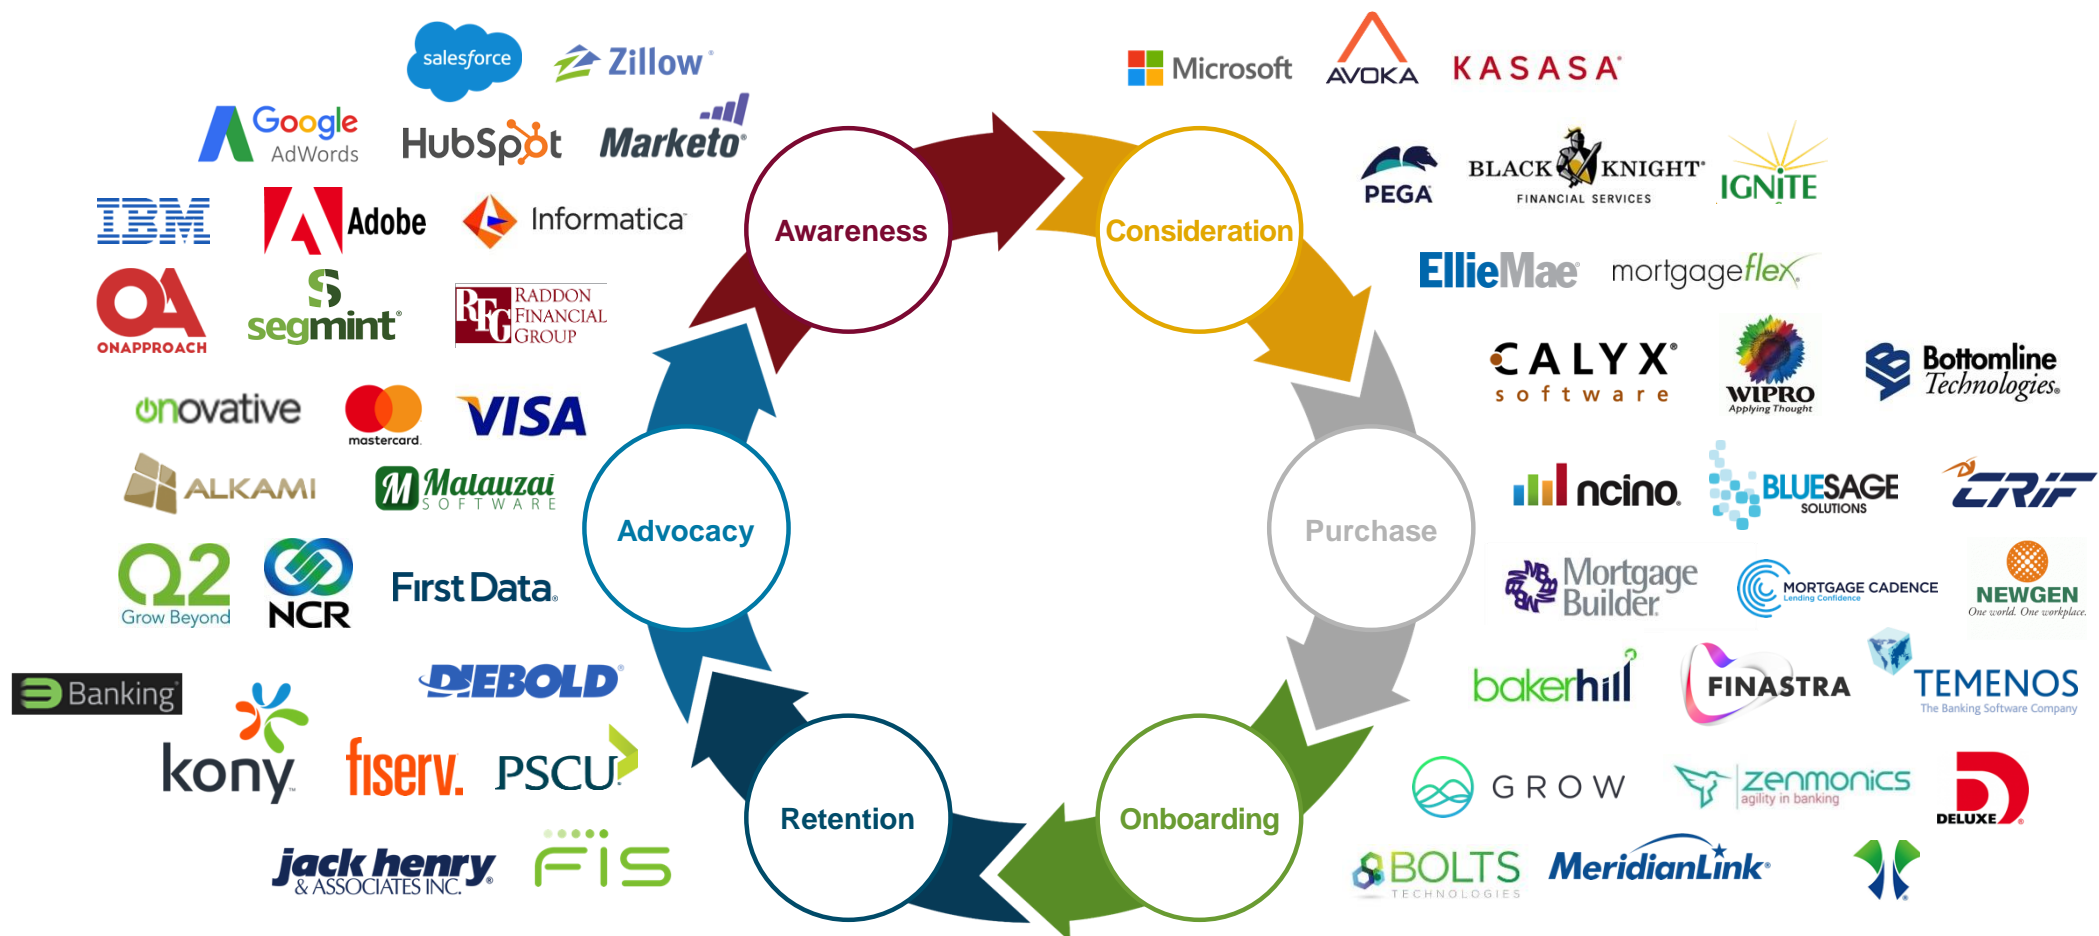 salesforce
Zillow®
Google
AdWords
HubSpot
Marketo®
IBM
Adobe
Informatica
OA
ONAPPROACH
S
segmint®
RFG
RADDON
FINANCIAL
GROUP
onovative
mastercard.
VISA
ALKAMI
M Malauzai
SOFTWARE
Q2
Grow Beyond
NCR
First Data®
Banking
DIEBOLD®
kony™
fiserv.
PSCU®
jack henry®
& ASSOCIATES INC.
FIS
Awareness
Consideration
Purchase
Onboarding
Retention
Advocacy
Microsoft
AVOKA
KASASA®
PEGA
BLACK KNIGHT®
FINANCIAL SERVICES
IGNiTE
EllieMae®
mortgageflex®
CALYX®
software
WIPRO
Applying Thought
Bottomline
Technologies®
ncino®
BLUESAGE
SOLUTIONS
CRIF
Mortgage
Builder®
MORTGAGE CADENCE
Lending Confidence
NEWGEN
One world. One workplace.
bakerhill
FINASTRA
TEMENOS
The Banking Software Company
GROW
zenmonics
agility in banking
DELUXE®
BOLTS
TECHNOLOGIES
MeridianLink®